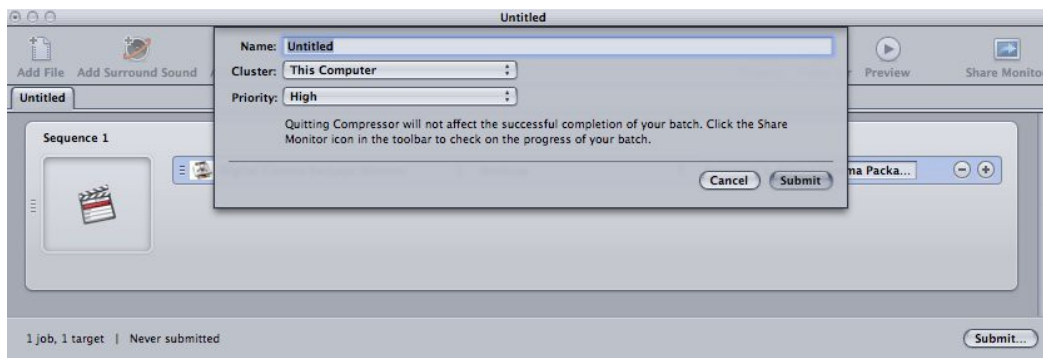 Untitled
Name: Untitled
Cluster: This Computer
Priority: High
Quitting Compressor will not affect the successful completion of your batch. Click the Share
Monitor icon in the toolbar to check on the progress of your batch.
Cancel Submit
Add File Add Surround Sound Preview Share Monito
Untitled
Sequence 1
ma Packa...
1 job, 1 target | Never submitted
Submit...